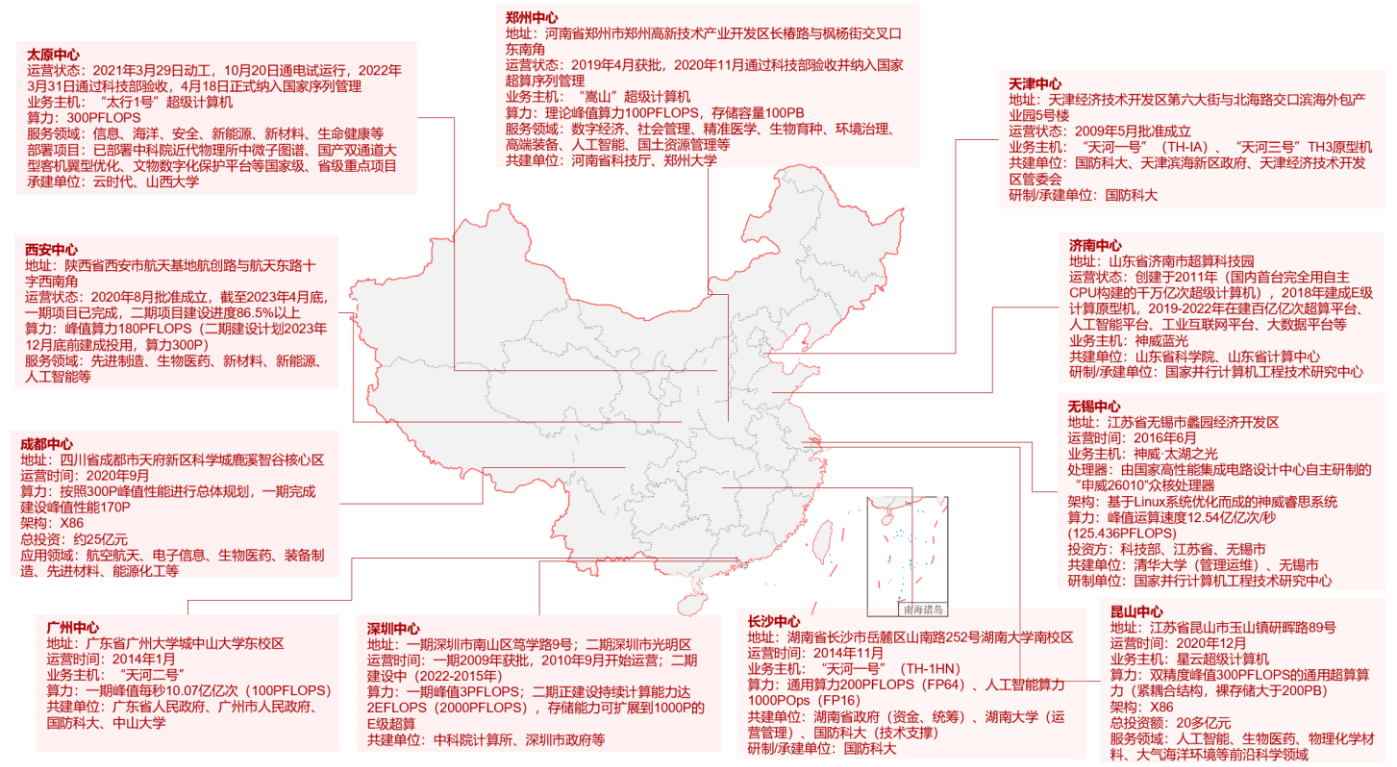 郑州中心
地址：河南省郑州市郑州高新技术产业开发区长椿路与枫杨街交叉口
东南角
运营状态：2019年4月获批，2020年11月通过科技部验收并纳入国家
超算序列管理
业务主机：“嵩山”超级计算机
算力：理论峰值算力100PFLOPS，存储容量100PB
服务领域：数字经济、社会管理、精准医学、生物育种、环境治理、
高端装备、人工智能、国土资源管理等
共建单位：河南省科技厅、郑州大学
太原中心
运营状态：2021年3月29日动工，10月20日通电试运行，2022年
3月31日通过科技部验收，4月18日正式纳入国家序列管理
业务主机：“太行1号”超级计算机
算力：300PFLOPS
服务领域：信息、海洋、安全、新能源、新材料、生命健康等
部署项目：已部署中科院近代物理所中微子图谱、国产双通道大
型客机翼型优化、文物数字化保护平台等国家级、省级重点项目
承建单位：云时代、山西大学
天津中心
地址：天津经济技术开发区第六大街与北海路交口滨海外包产
业园5号楼
运营状态：2009年5月批准成立
业务主机：“天河一号”（TH-IA）、“天河三号”TH3原型机
共建单位：国防科大、天津滨海新区政府、天津经济技术开发
区管委会
研制/承建单位：国防科大
西安中心
地址：陕西省西安市航天基地航创路与航天东路十
字西南角
运营状态：2020年8月批准成立，截至2023年4月底，
一期项目已完成，二期项目建设进度86.5%以上
算力：峰值算力180PFLOPS（二期建设计划2023年
12月底前建成投用，算力300P）
服务领域：先进制造、生物医药、新材料、新能源、
人工智能等
济南中心
地址：山东省济南市超算科技园
运营状态：创建于2011年（国内首台完全用自主
CPU构建的千万亿次超级计算机），2018年建成E级
计算原型机，2019-2022年在建百亿亿次超算平台、
人工智能平台、工业互联网平台、大数据平台等
业务主机：神威蓝光
共建单位：山东省科学院、山东省计算中心
研制/承建单位：国家并行计算机工程技术研究中心
无锡中心
地址：江苏省无锡市蠡园经济开发区
运营时间：2016年6月
业务主机：神威·太湖之光
处理器：由国家高性能集成电路设计中心自主研制的
“申威26010”众核处理器
架构：基于Linux系统优化而成的神威睿思系统
算力：峰值运算速度12.54亿亿次/秒
(125.436PFLOPS)
投资方：科技部、江苏省、无锡市
共建单位：清华大学（管理运维）、无锡市
研制单位：国家并行计算机工程技术研究中心
成都中心
地址：四川省成都市天府新区科学城鹿溪智谷核心区
运营时间：2020年9月
算力：按照300P峰值性能进行总体规划，一期完成
建设峰值性能170P
架构：X86
总投资：约25亿元
应用领域：航空航天、电子信息、生物医药、装备制
造、先进材料、能源化工等
南海诸岛
广州中心
地址：广东省广州大学城中山大学东校区
运营时间：2014年1月
业务主机：“天河二号”
算力：一期峰值每秒10.07亿亿次（100PFLOPS）
共建单位：广东省人民政府、广州市人民政府、
国防科大、中山大学
深圳中心
地址：一期深圳市南山区笃学路9号；二期深圳市光明区
运营时间：一期2009年获批，2010年9月开始运营；二期
建设中（2022-2015年）
算力：一期峰值3PFLOPS；二期正建设持续计算能力达
2EFLOPS（2000PFLOPS），存储能力可扩展到1000P的
E级超算
共建单位：中科院计算所、深圳市政府等
长沙中心
地址：湖南省长沙市岳麓区山南路252号湖南大学南校区
运营时间：2014年11月
业务主机：“天河一号”（TH-1HN）
算力：通用算力200PFLOPS（FP64）、人工智能算力
1000POps（FP16）
共建单位：湖南省政府（资金、统筹）、湖南大学（运
营管理）、国防科大（技术支撑）
研制/承建单位：国防科大
昆山中心
地址：江苏省昆山市玉山镇研晖路89号
运营时间：2020年12月
业务主机：星云超级计算机
算力：双精度峰值300PFLOPS的通用超算算
力（紧耦合结构，裸存储大于200PB）
架构：X86
总投资额：20多亿元
服务领域：人工智能、生物医药、物理化学材
料、大气海洋环境等前沿科学领域